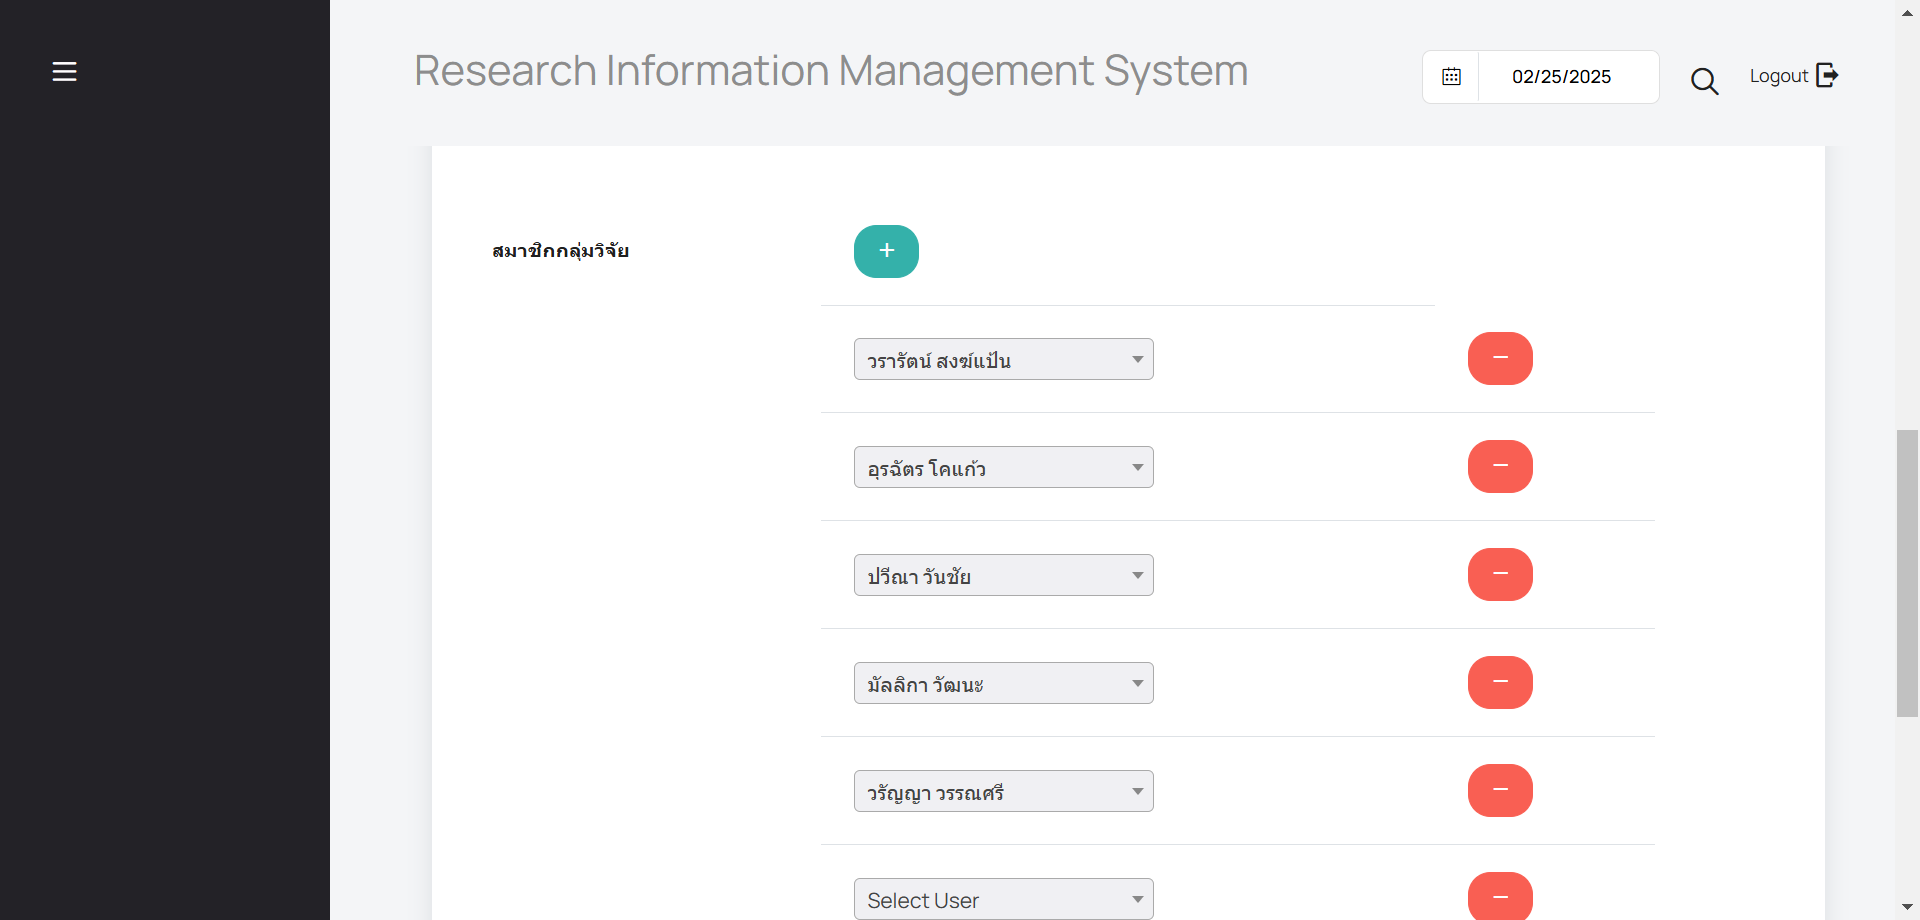 Research Information Management System
02/25/2025
Logout
สมาชิกกลุ่มวิจัย
+
วรารัตน์ สงฆ์แป้น
−
อุรฉัตร โคแก้ว
−
ปวีณา วันชัย
−
มัลลิกา วัฒนะ
−
วรัญญา วรรณศรี
−
Select User
−